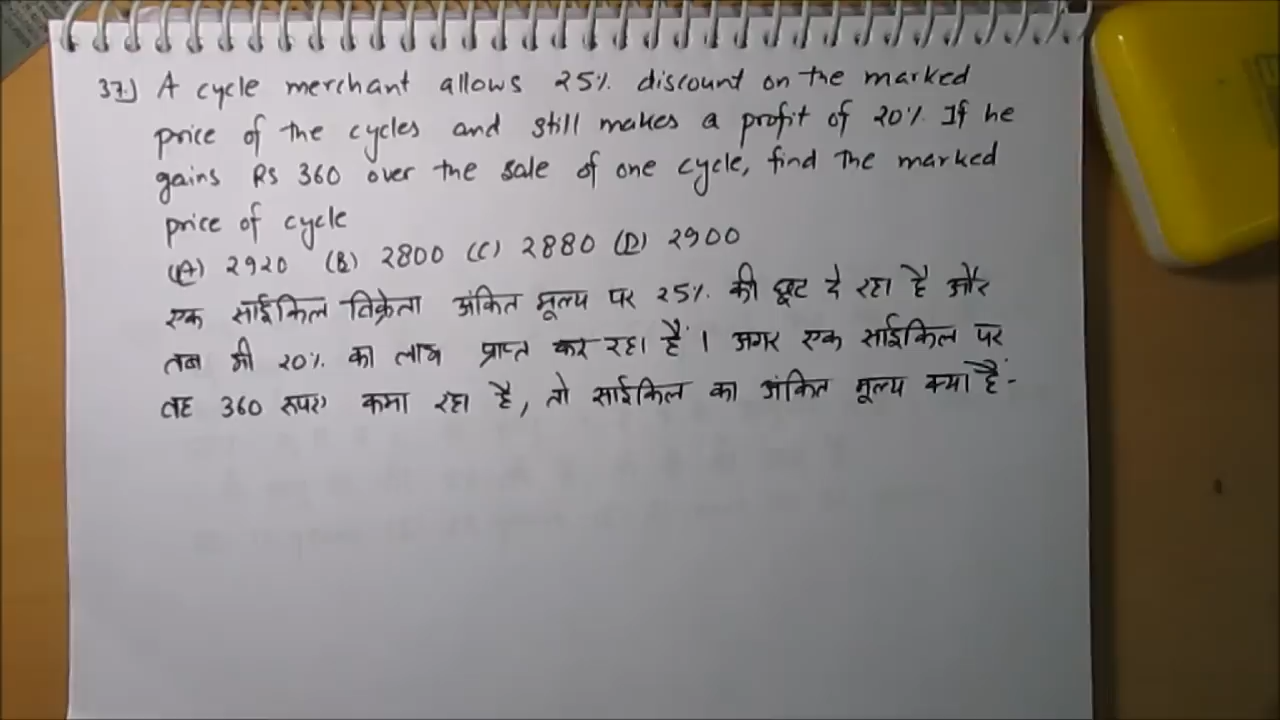 37.) A cycle merchant allows 25% discount on the marked
price of the cycles and still makes a profit of 20%. If he
gains Rs 360 over the sale of one cycle, find the marked
price of cycle
(A) 2920 (B) 2800 (C) 2880 (D) 2900
एक साईकिल विक्रेता अंकित मूल्य पर 25% की छूट दे रहा है और
तब भी 20% का लाभ प्राप्त कर रहा है। अगर एक साईकिल पर
वह 360 रुपए कमा रहा है, तो साईकिल का अंकित मूल्य क्या है-